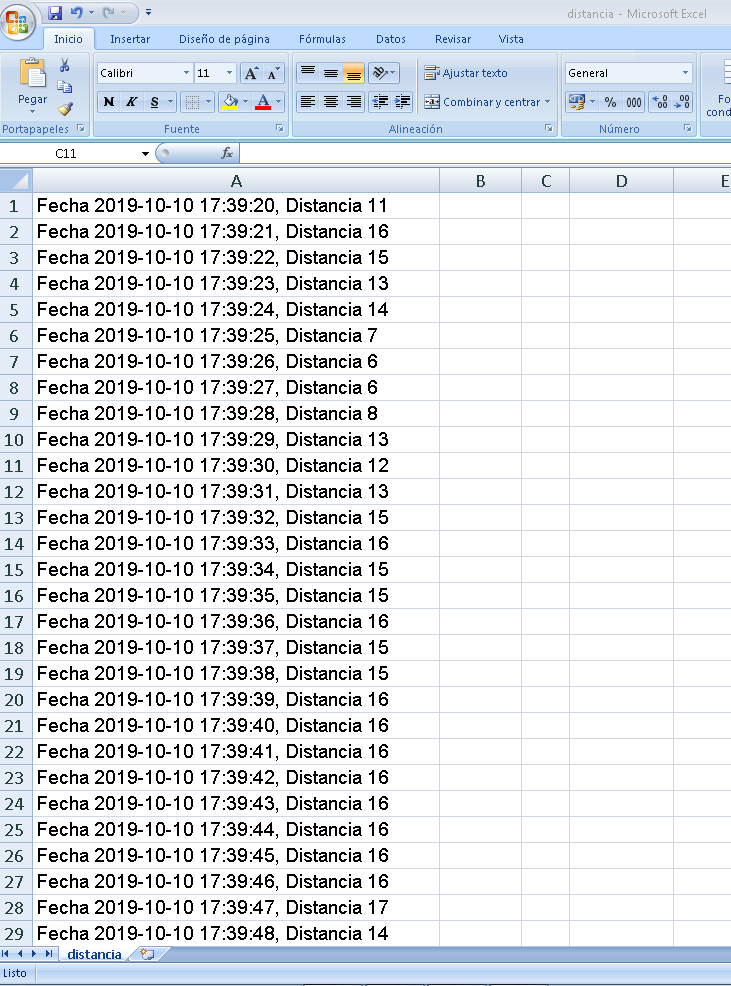 distancia - Microsoft Excel
Inicio Insertar Diseño de página Fórmulas Datos Revisar Vista
Pegar
Calibri 11 A A
N K S A
Ajustar texto
Combinar y centrar
General
% 000
Portapapeles Fuente Alineación Número
Fo
cond
C11 fx
A B C D E
1 Fecha 2019-10-10 17:39:20, Distancia 11
2 Fecha 2019-10-10 17:39:21, Distancia 16
3 Fecha 2019-10-10 17:39:22, Distancia 15
4 Fecha 2019-10-10 17:39:23, Distancia 13
5 Fecha 2019-10-10 17:39:24, Distancia 14
6 Fecha 2019-10-10 17:39:25, Distancia 7
7 Fecha 2019-10-10 17:39:26, Distancia 6
8 Fecha 2019-10-10 17:39:27, Distancia 6
9 Fecha 2019-10-10 17:39:28, Distancia 8
10 Fecha 2019-10-10 17:39:29, Distancia 13
11 Fecha 2019-10-10 17:39:30, Distancia 12
12 Fecha 2019-10-10 17:39:31, Distancia 13
13 Fecha 2019-10-10 17:39:32, Distancia 15
14 Fecha 2019-10-10 17:39:33, Distancia 16
15 Fecha 2019-10-10 17:39:34, Distancia 15
16 Fecha 2019-10-10 17:39:35, Distancia 15
17 Fecha 2019-10-10 17:39:36, Distancia 16
18 Fecha 2019-10-10 17:39:37, Distancia 15
19 Fecha 2019-10-10 17:39:38, Distancia 15
20 Fecha 2019-10-10 17:39:39, Distancia 16
21 Fecha 2019-10-10 17:39:40, Distancia 16
22 Fecha 2019-10-10 17:39:41, Distancia 16
23 Fecha 2019-10-10 17:39:42, Distancia 16
24 Fecha 2019-10-10 17:39:43, Distancia 16
25 Fecha 2019-10-10 17:39:44, Distancia 16
26 Fecha 2019-10-10 17:39:45, Distancia 16
27 Fecha 2019-10-10 17:39:46, Distancia 16
28 Fecha 2019-10-10 17:39:47, Distancia 17
29 Fecha 2019-10-10 17:39:48, Distancia 14
distancia
Listo